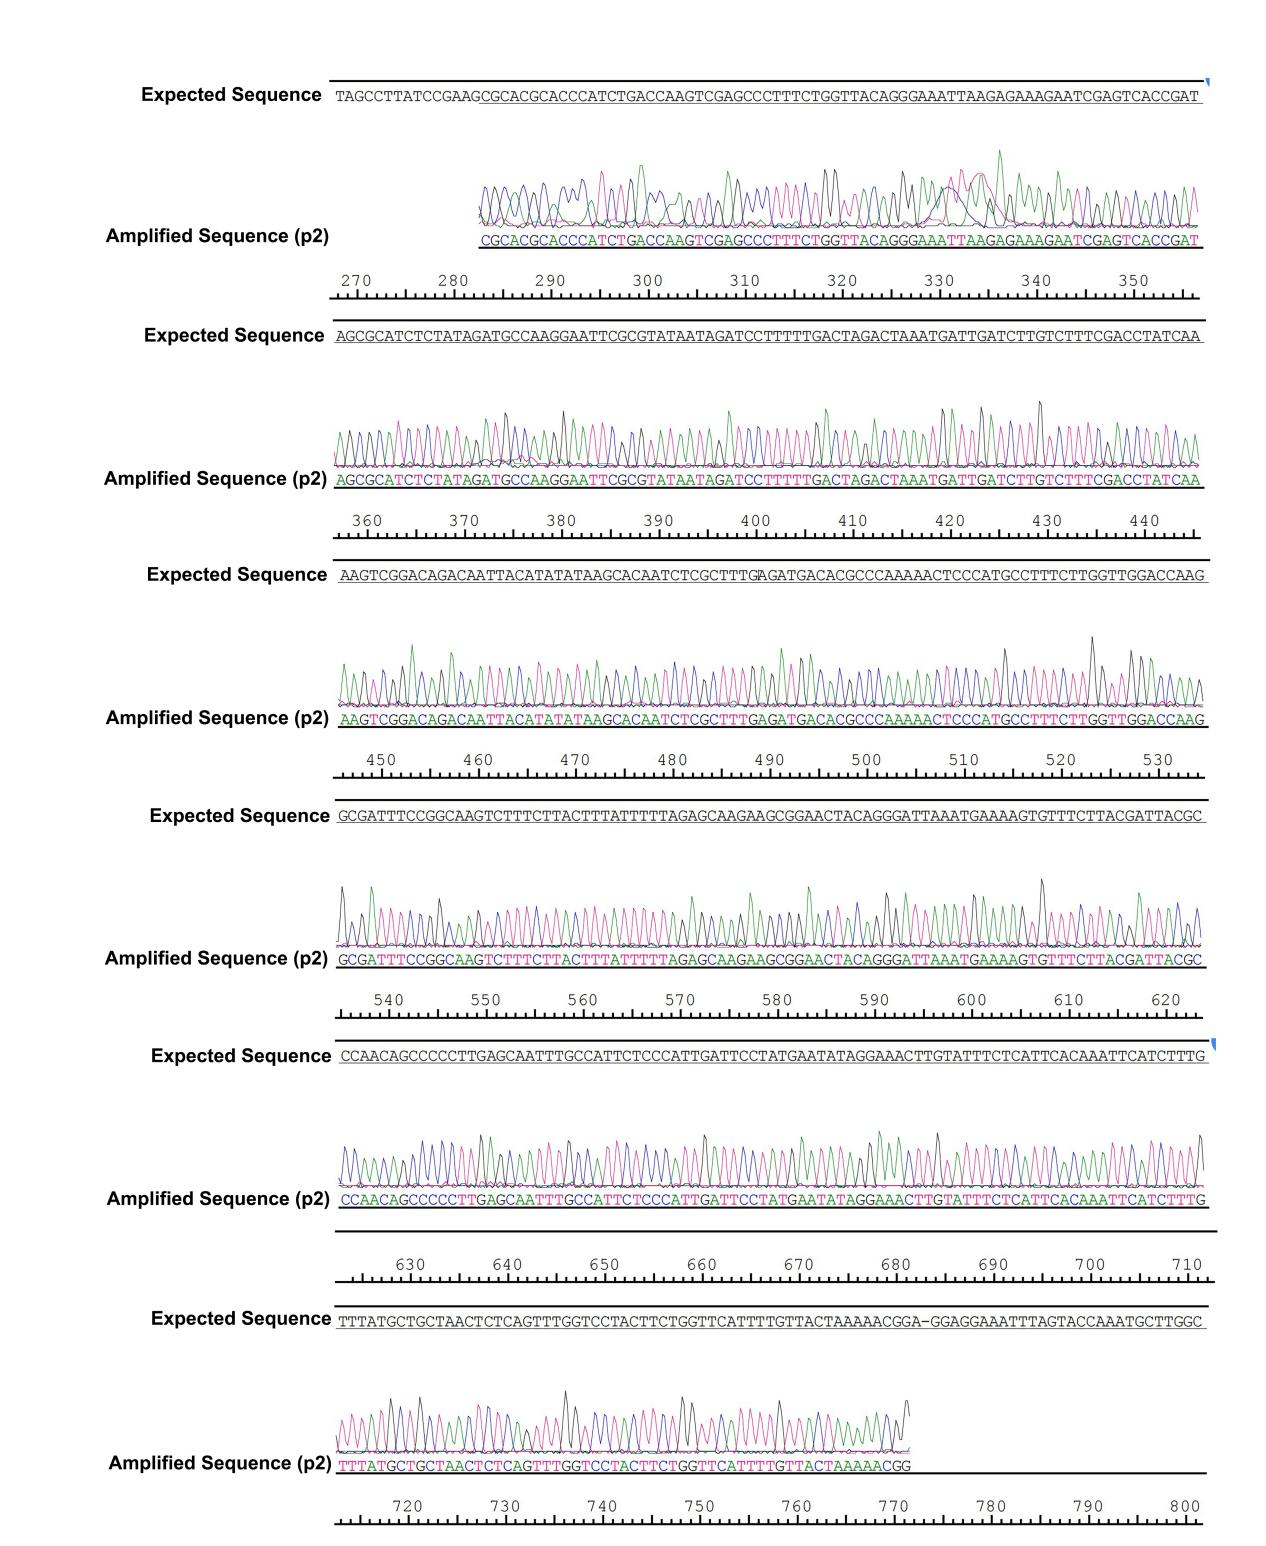 Expected Sequence TAGCCTTATCCGAAGCGCACGCACCCATCTGACCAAGTCGAGCCCTTTCTGGTTACAGGGAAATTAAGAGAAAGAATCGAGTCACCGAT
Amplified Sequence (p2) CGCACGCACCCATCTGACCAAGTCGAGCCCTTTCTGGTTACAGGGAAATTAAGAGAAAGAATCGAGTCACCGAT
270 280 290 300 310 320 330 340 350
Expected Sequence AGCGCATCTCTATAGATGCCAAGGAATTCGCGTATAATAGATCCTTTTTGACTAGACTAAATGATTGATCTTGTCTTTCGACCTATCAA
Amplified Sequence (p2) AGCGCATCTCTATAGATGCCAAGGAATTCGCGTATAATAGATCCTTTTTGACTAGACTAAATGATTGATCTTGTCTTTCGACCTATCAA
360 370 380 390 400 410 420 430 440
Expected Sequence AAGTCGGACAGACAATTACATATATAAGCACAATCTCGCTTTGAGATGACACGCCCAAAAACTCCCATGCCTTTCTTGGTTGGACCAAG
Amplified Sequence (p2) AAGTCGGACAGACAATTACATATATAAGCACAATCTCGCTTTGAGATGACACGCCCAAAAACTCCCATGCCTTTCTTGGTTGGACCAAG
450 460 470 480 490 500 510 520 530
Expected Sequence GCGATTTCCGGCAAGTCTTTCTTACTTTATTTTTAGAGCAAGAAGCGGAACTACAGGGATTAAATGAAAAGTGTTTCTTACGATTACGC
Amplified Sequence (p2) GCGATTTCCGGCAAGTCTTTCTTACTTTATTTTTAGAGCAAGAAGCGGAACTACAGGGATTAAATGAAAAGTGTTTCTTACGATTACGC
540 550 560 570 580 590 600 610 620
Expected Sequence CCAACAGCCCCCTTGAGCAATTTGCCATTCTCCCATTGATTCCTATGAATATAGGAAACTTGTATTTCTCATTCACAAATTCATCTTTG
Amplified Sequence (p2) CCAACAGCCCCCTTGAGCAATTTGCCATTCTCCCATTGATTCCTATGAATATAGGAAACTTGTATTTCTCATTCACAAATTCATCTTTG
630 640 650 660 670 680 690 700 710
Expected Sequence TTTATGCTGCTAACTCTCAGTTTGGTCCTACTTCTGGTTCATTTTGTTACTAAAAACGGA-GGAGGAAATTTAGTACCAAATGCTTGGC
Amplified Sequence (p2) TTTATGCTGCTAACTCTCAGTTTGGTCCTACTTCTGGTTCATTTTGTTACTAAAAACGG
720 730 740 750 760 770 780 790 800